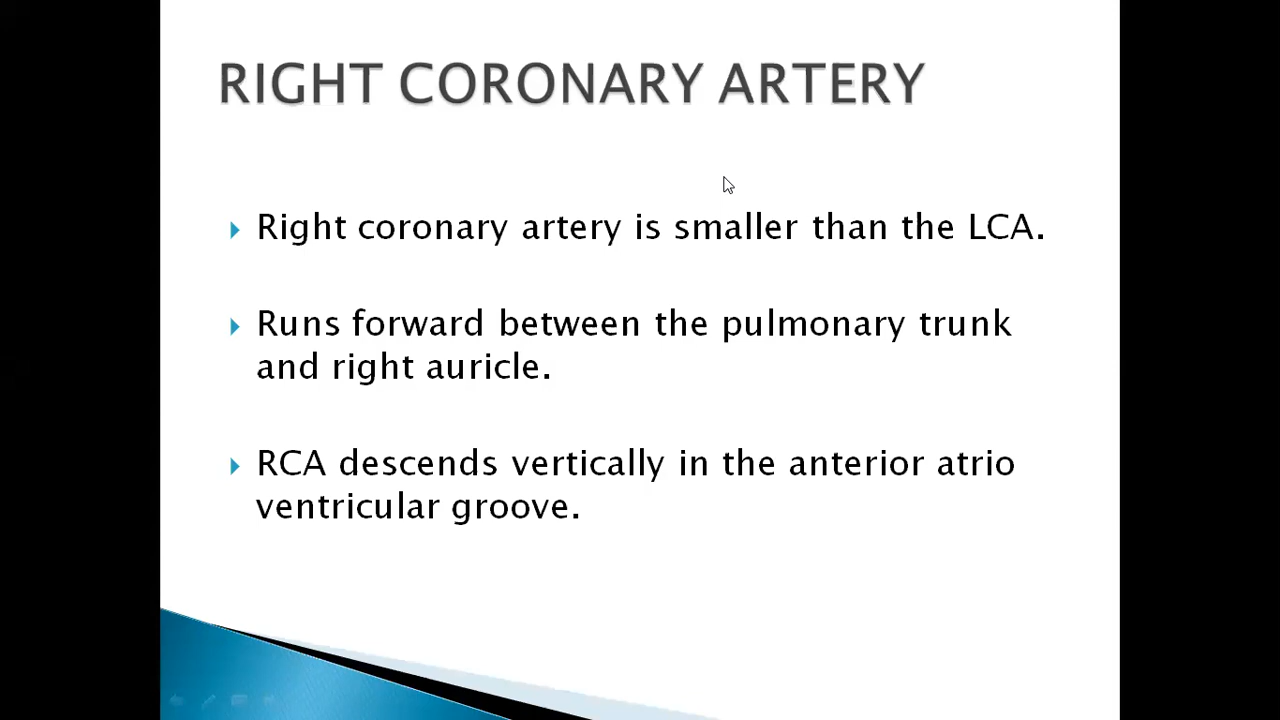 RIGHT CORONARY ARTERY
Right coronary artery is smaller than the LCA.
Runs forward between the pulmonary trunk
and right auricle.
RCA descends vertically in the anterior atrio
ventricular groove.